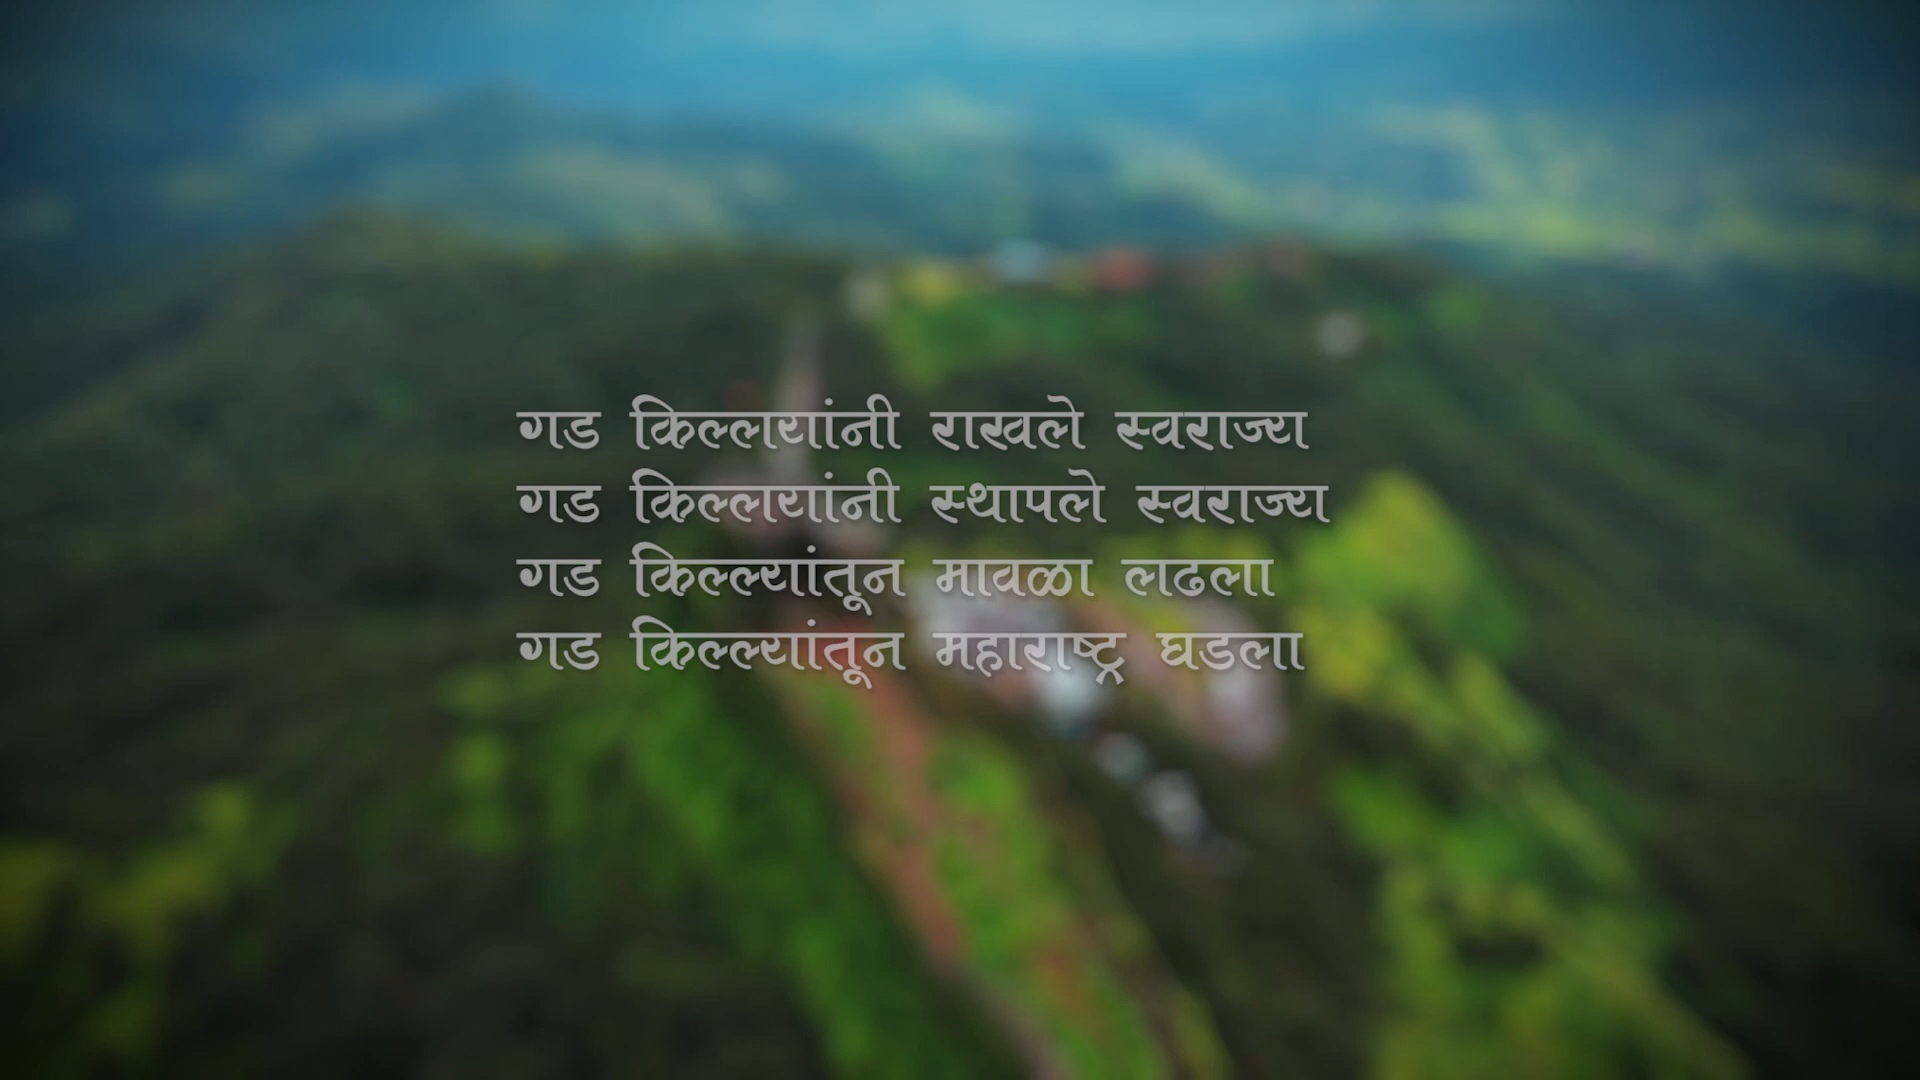 गड किल्लयांनी राखले स्वराज्य
गड किल्लयांनी स्थापले स्वराज्य
गड किल्ल्यांतून मावळा लढला
गड किल्ल्यांतून महाराष्ट्र घडला